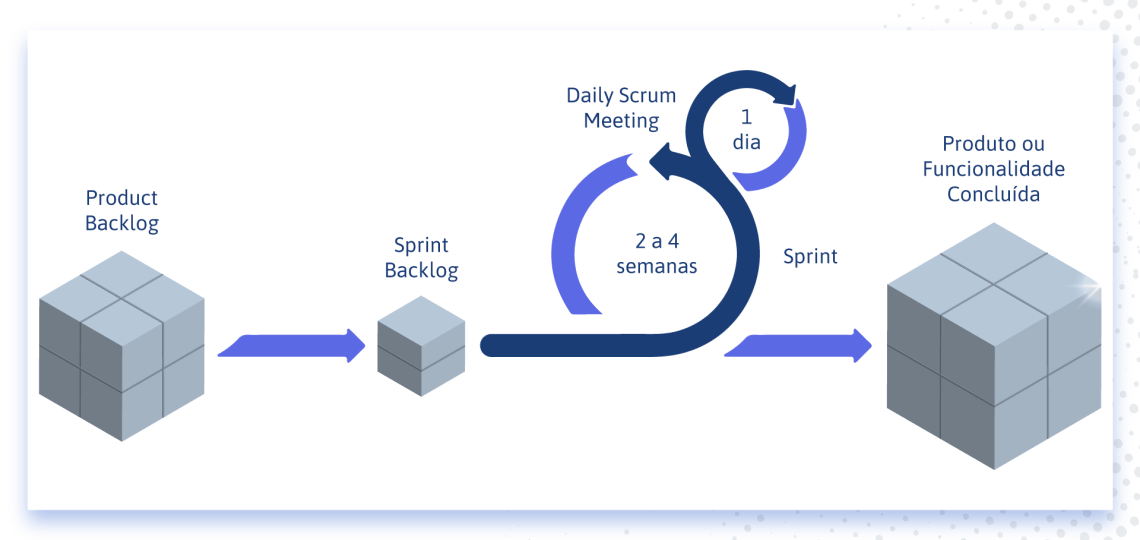 Product
Backlog
Sprint
Backlog
Daily Scrum
Meeting
1
dia
2 a 4
semanas
Sprint
Produto ou
Funcionalidade
Concluída